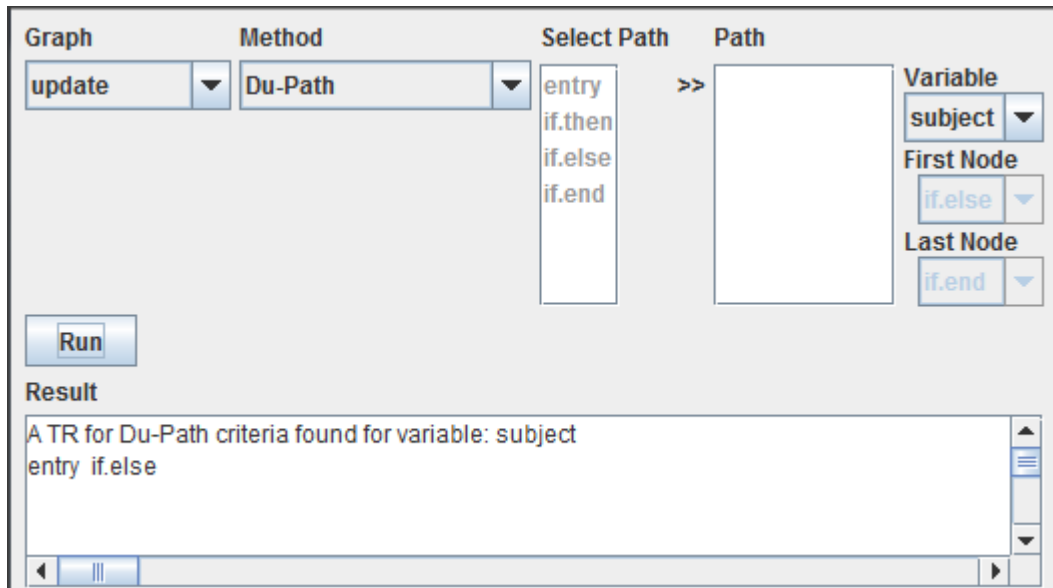 Graph Method Select Path Path
update Du-Path entry >> Variable
if.then subject
if.else First Node
if.end if.else
Last Node
if.end
Run
Result
A TR for Du-Path criteria found for variable: subject
entry if.else